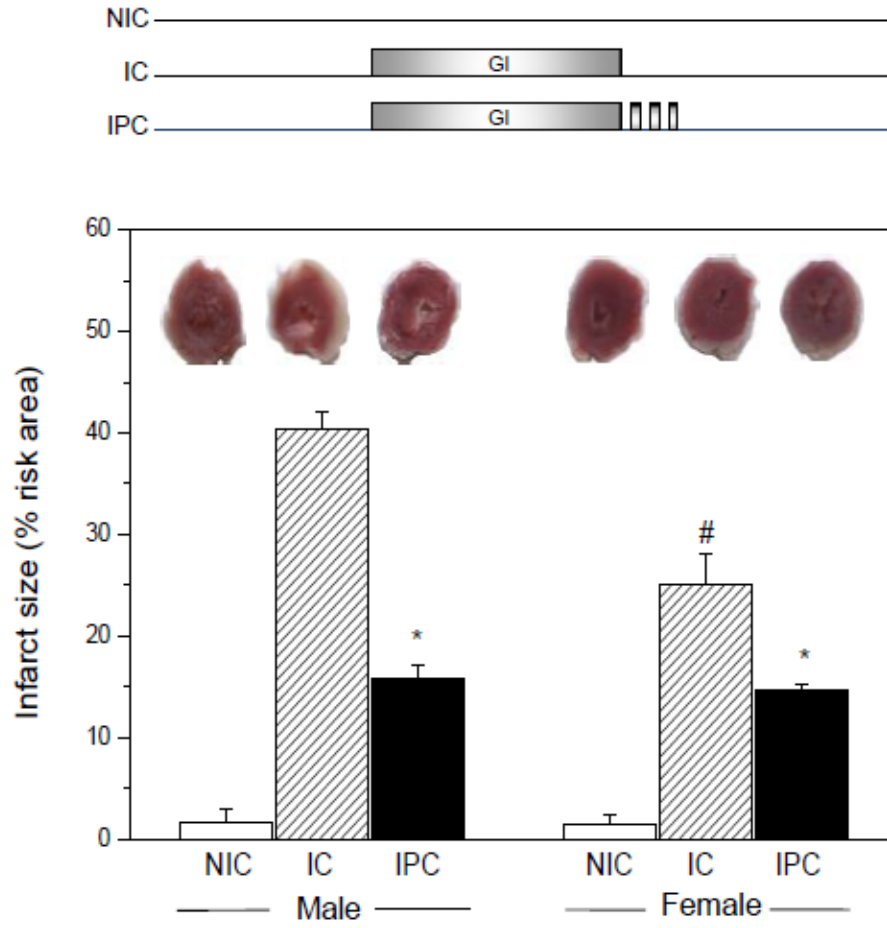 NIC
IC GI
IPC GI
60
50
40
30
20
10
0
Infarct size (% risk area)
*
#
*
NIC IC IPC NIC IC IPC
Male Female